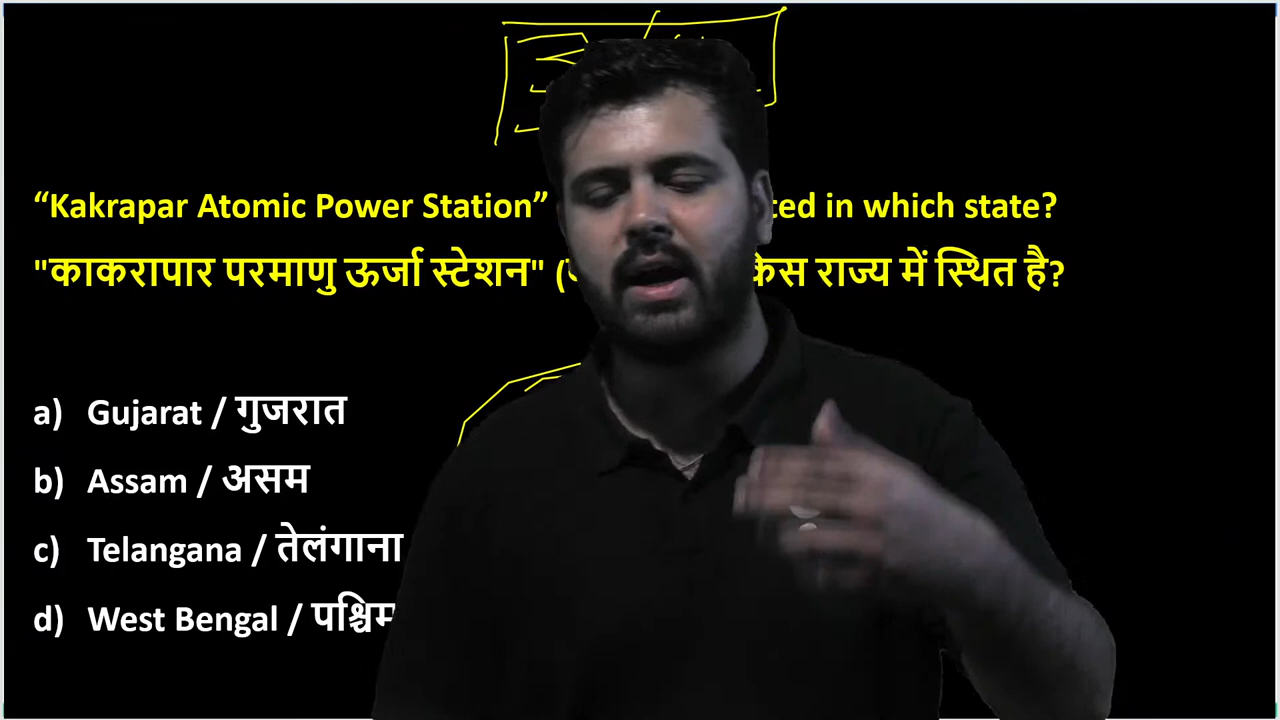 “Kakrapar Atomic Power Station” ted in which state?
"काकरापार परमाणु ऊर्जा स्टेशन" ( किस राज्य में स्थित है?
a) Gujarat / गुजरात
b) Assam / असम
c) Telangana / तेलंगाना
d) West Bengal / पश्चिम